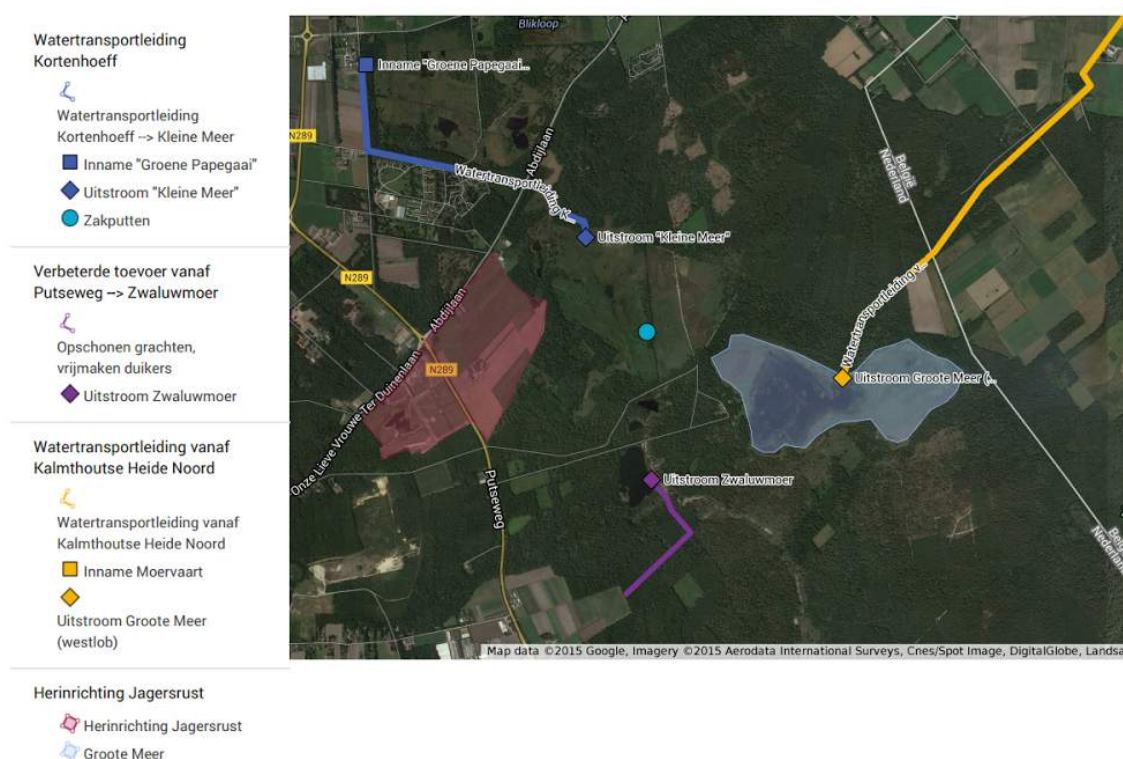 Watertransportleiding
Kortenhoeff
Watertransportleiding
Kortenhoeff --> Kleine Meer
Inname "Groene Papegaai"
Uitstroom "Kleine Meer"
Zakputten
Verbeterde toevoer vanaf
Putseweg --> Zwaluwmoer
Opschonen grachten,
vrijmaken duikers
Uitstroom Zwaluwmoer
Watertransportleiding vanaf
Kalmthoutse Heide Noord
Watertransportleiding vanaf
Kalmthoutse Heide Noord
Inname Moervaart
Uitstroom Groote Meer
(westlob)
Herinrichting Jagersrust
Herinrichting Jagersrust
Groote Meer
Blikloop
Inname "Groene Papegaai...
N289
Abdijlaan
Watertransportleiding K...
België
Nederland
Uitstroom "Kleine Meer"
N289
Watertransportleiding v...
Abdijlaan
N289
Uitstroom Groote Meer (...
Onze Lieve Vrouwe Ter Duinenlaan
Putseweg
Uitstroom Zwaluwmoer
Nederland
Map data ©2015 Google, Imagery ©2015 Aerodata International Surveys, Cnes/Spot Image, DigitalGlobe, Landsa